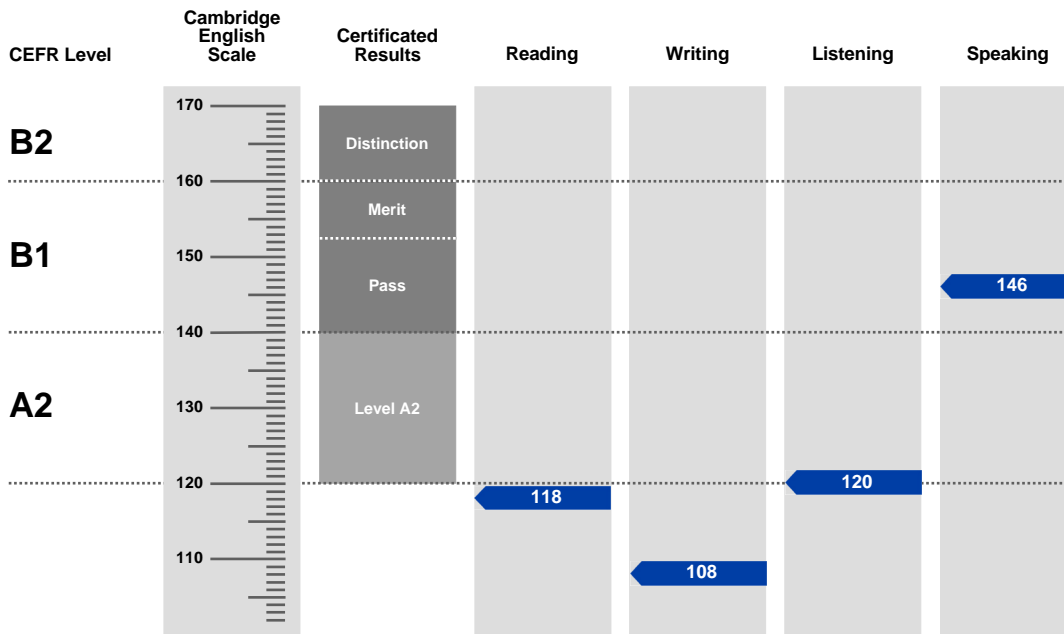 CEFR Level
Cambridge
English
Scale
Certificated
Results
Reading
Writing
Listening
Speaking
170
B2
Distinction
160
Merit
B1
150
Pass
146
140
A2
130
Level A2
120
118
120
110
108